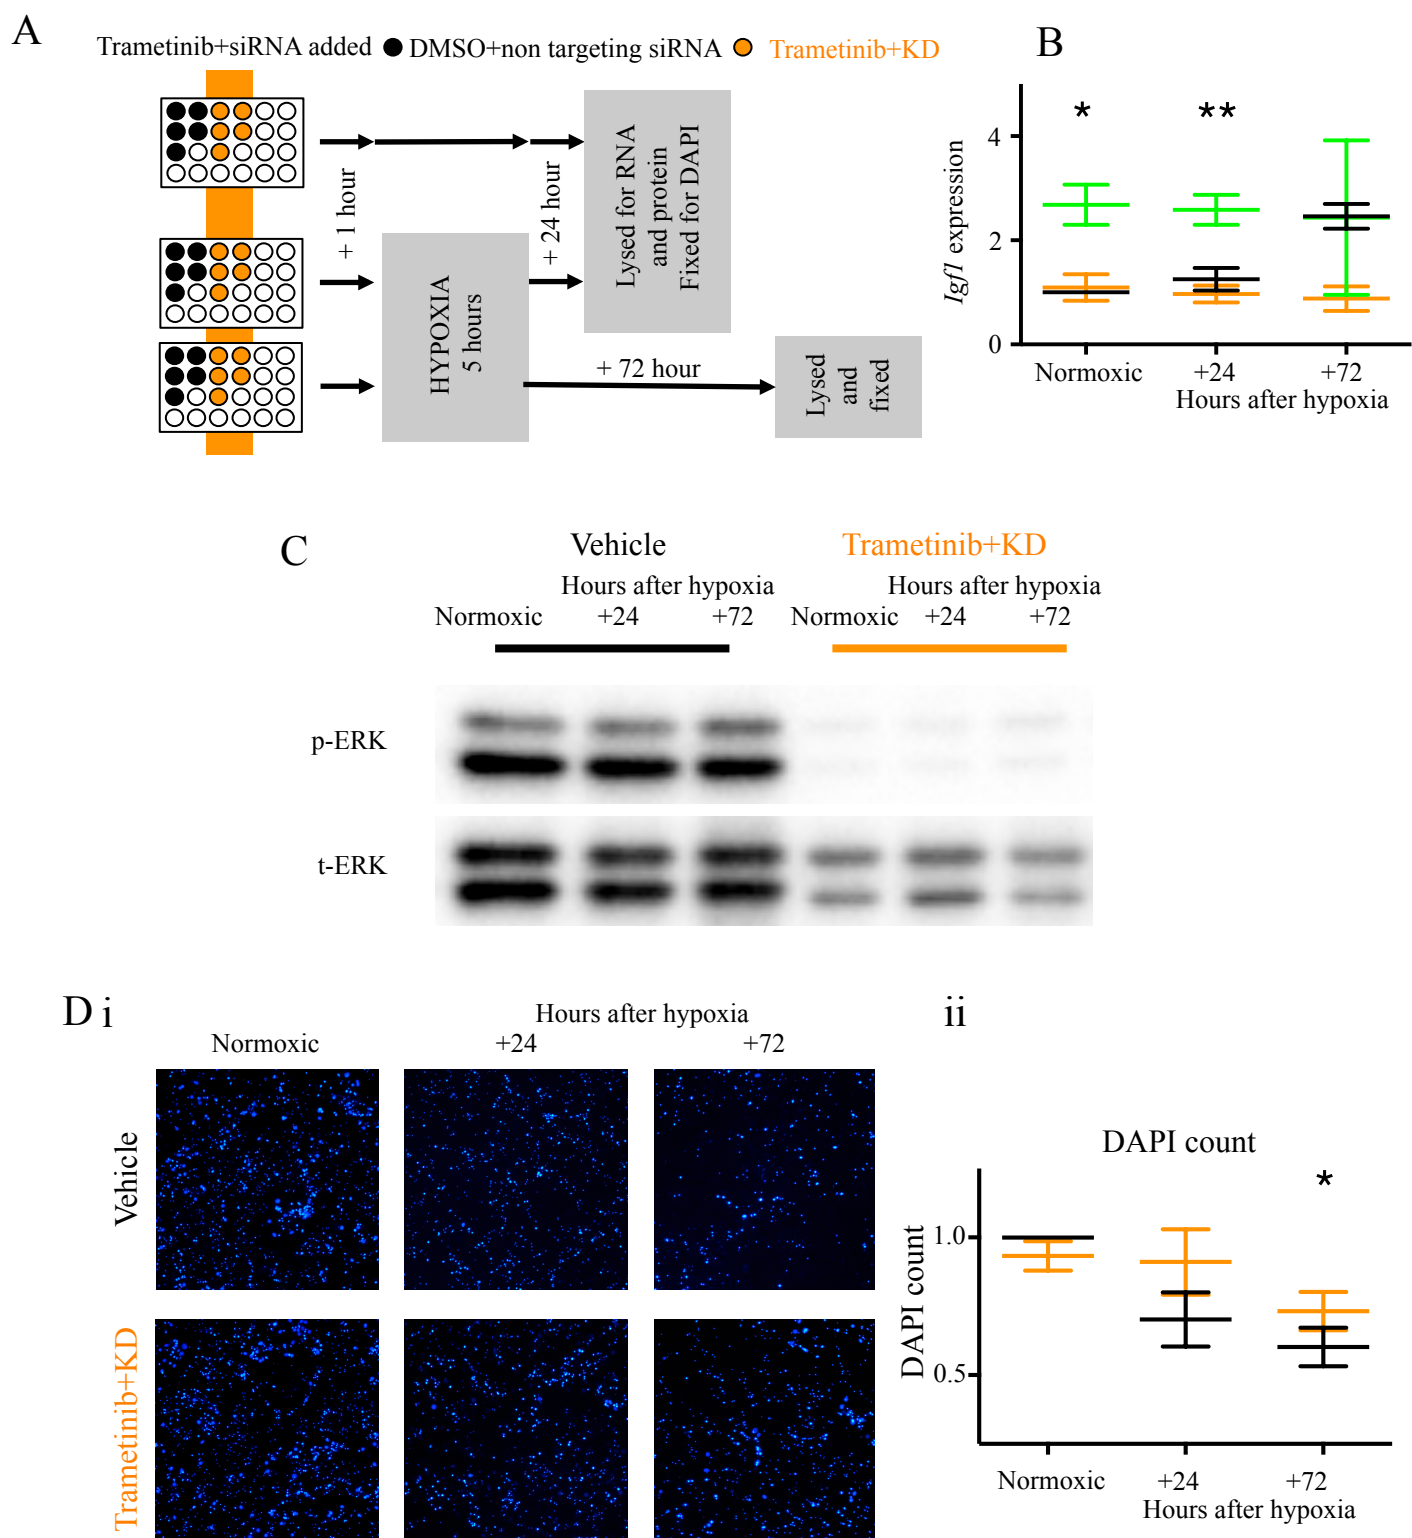 A
Trametinib+siRNA added DMSO+non targeting siRNA Trametinib+KD
+ 1 hour
HYPOXIA
5 hours
+ 24 hour
Lysed for RNA
and protein
Fixed for DAPI
+ 72 hour
Lysed
and
fixed
B
* **
Igf1 expression
4
2
0
Normoxic +24 +72
Hours after hypoxia
C
Vehicle Trametinib+KD
Hours after hypoxia Hours after hypoxia
Normoxic +24 +72 Normoxic +24 +72
p-ERK
t-ERK
D i
Hours after hypoxia
Normoxic +24 +72
Vehicle
Trametinib+KD
ii
DAPI count
*
DAPI count
1.0
0.5
Normoxic +24 +72
Hours after hypoxia